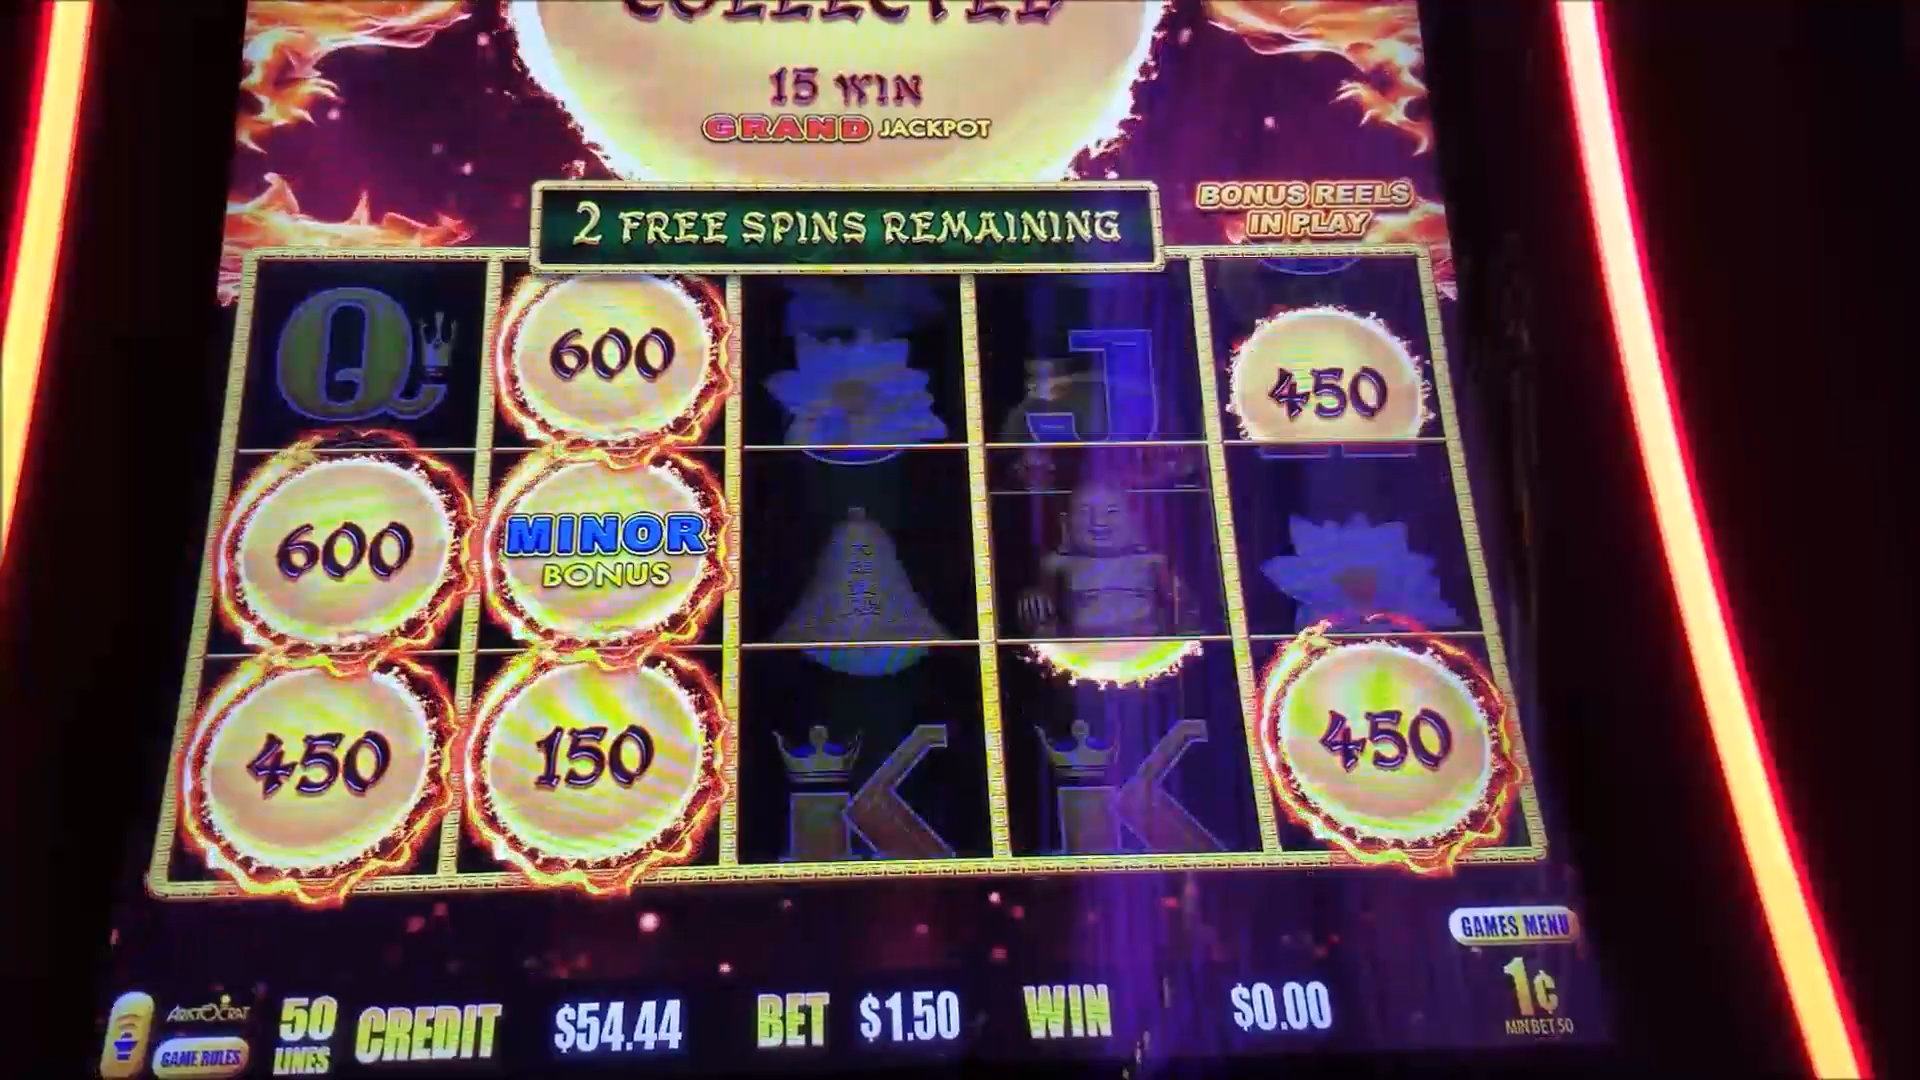 COLLECTED
15 WIN
GRAND JACKPOT
2 FREE SPINS REMAINING
BONUS REELS
IN PLAY
Q
600
J
450
600
MINOR
BONUS
450
150
K
K
450
GAMES MENU
ARISTOCRAT
GAME RULES
50
LINES
CREDIT $54.44
BET $1.50
WIN $0.00
1¢
MIN BET 50